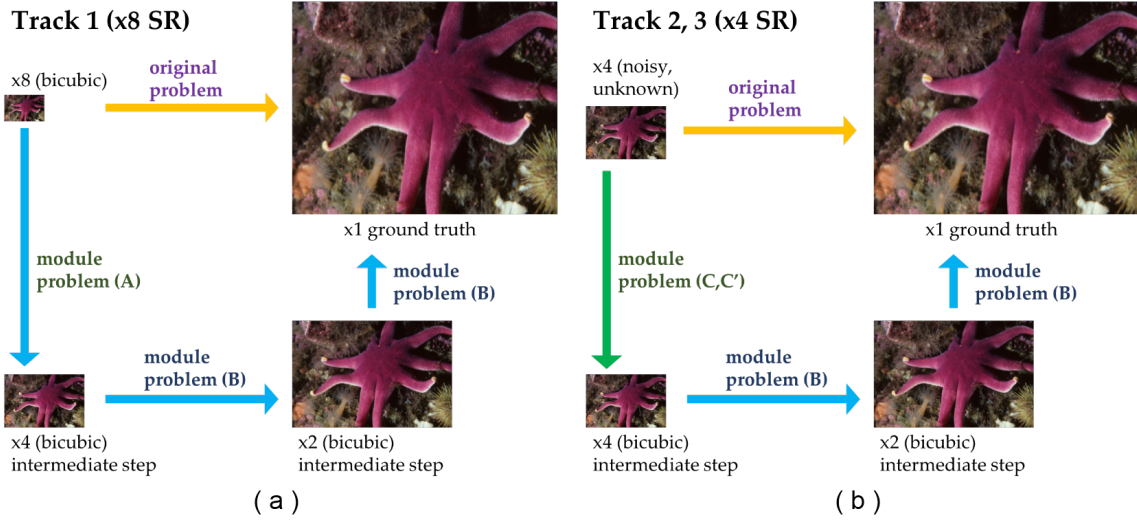 Track 1 (x8 SR)
x8 (bicubic)
original
problem
x1 ground truth
module
problem (A)
module
problem (B)
module
problem (B)
x4 (bicubic)
intermediate step
x2 (bicubic)
intermediate step
( a )
Track 2, 3 (x4 SR)
x4 (noisy,
unknown)
original
problem
x1 ground truth
module
problem (C,C’)
module
problem (B)
module
problem (B)
x4 (bicubic)
intermediate step
x2 (bicubic)
intermediate step
( b )